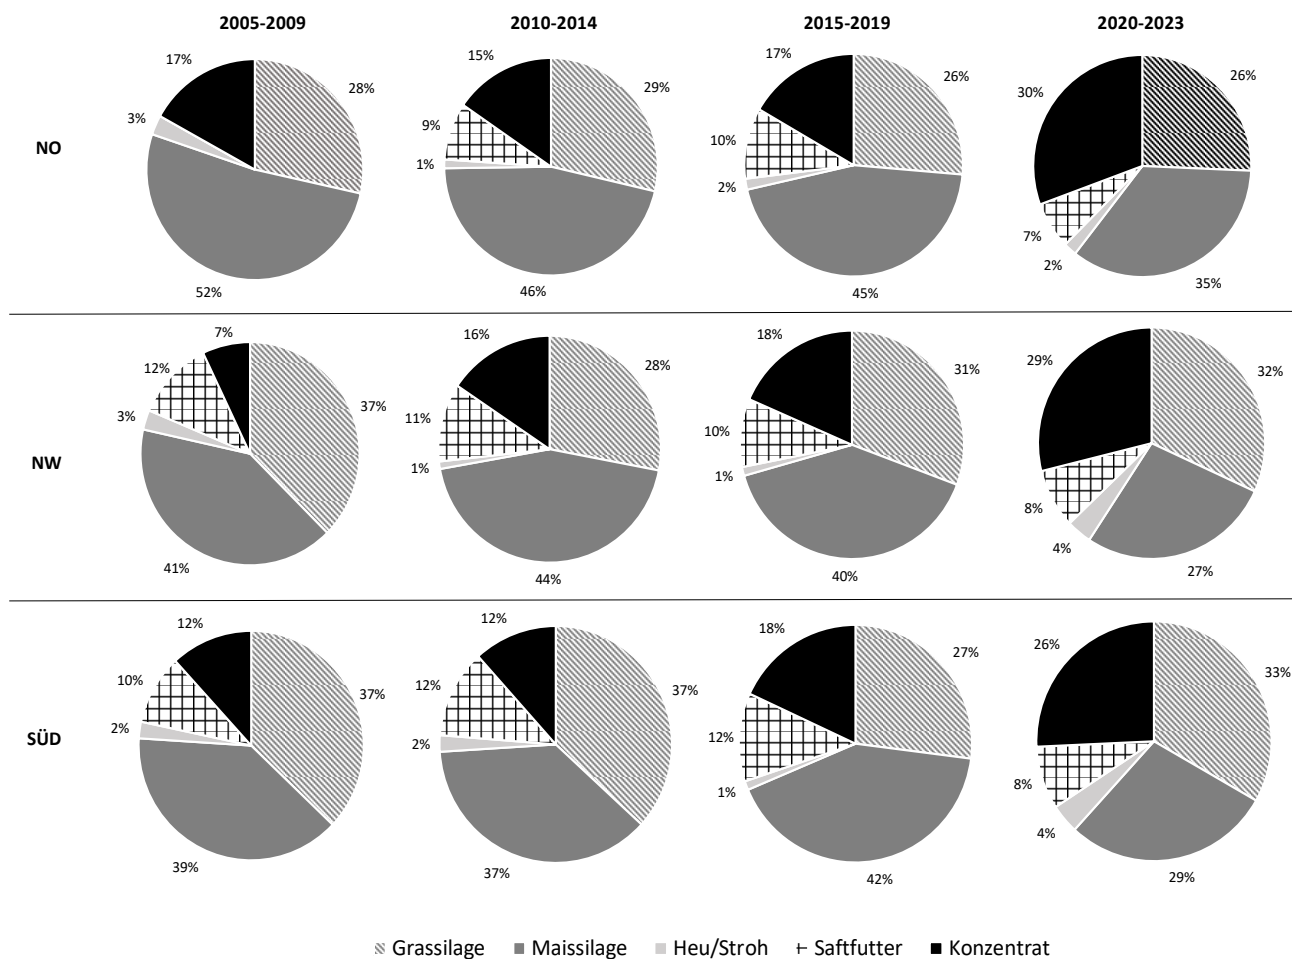 2005-2009 2010-2014 2015-2019 2020-2023
NO
17% 28% 3% 52%
15% 29% 9% 1% 46%
17% 26% 10% 2% 45%
30% 26% 7% 2% 35%
NW
7% 12% 37% 3% 41%
16% 28% 11% 1% 44%
18% 31% 10% 1% 40%
29% 32% 8% 4% 27%
SÜD
12% 10% 37% 2% 39%
12% 12% 37% 2% 37%
18% 27% 12% 1% 42%
26% 33% 8% 4% 29%
Grassilage Maissilage Heu/Stroh Saftfutter Konzentrat